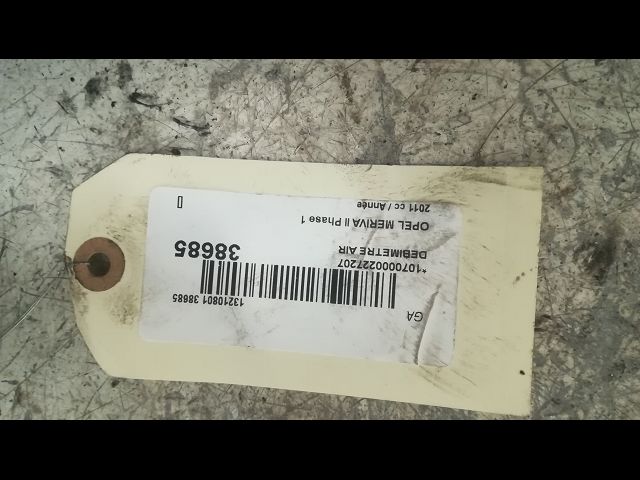 GA
13210801 38685
*1070000227207
DEBIMETRE AIR
38685
OPEL MERIVA II Phase 1
2011 cc / Année